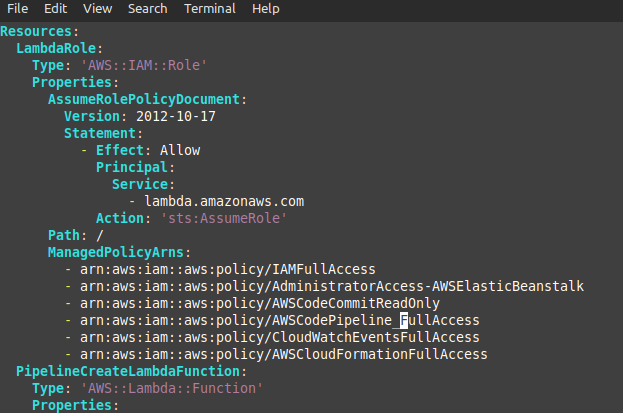 File Edit View Search Terminal Help
Resources:
  LambdaRole:
    Type: 'AWS::IAM::Role'
    Properties:
      AssumeRolePolicyDocument:
        Version: 2012-10-17
        Statement:
          - Effect: Allow
            Principal:
              Service:
                - lambda.amazonaws.com
            Action: 'sts:AssumeRole'
      Path: /
      ManagedPolicyArns:
        - arn:aws:iam::aws:policy/IAMFullAccess
        - arn:aws:iam::aws:policy/AdministratorAccess-AWSElasticBeanstalk
        - arn:aws:iam::aws:policy/AWSCodeCommitReadOnly
        - arn:aws:iam::aws:policy/AWSCodePipeline_FullAccess
        - arn:aws:iam::aws:policy/CloudWatchEventsFullAccess
        - arn:aws:iam::aws:policy/AWSCloudFormationFullAccess
  PipelineCreateLambdaFunction:
    Type: 'AWS::Lambda::Function'
    Properties: